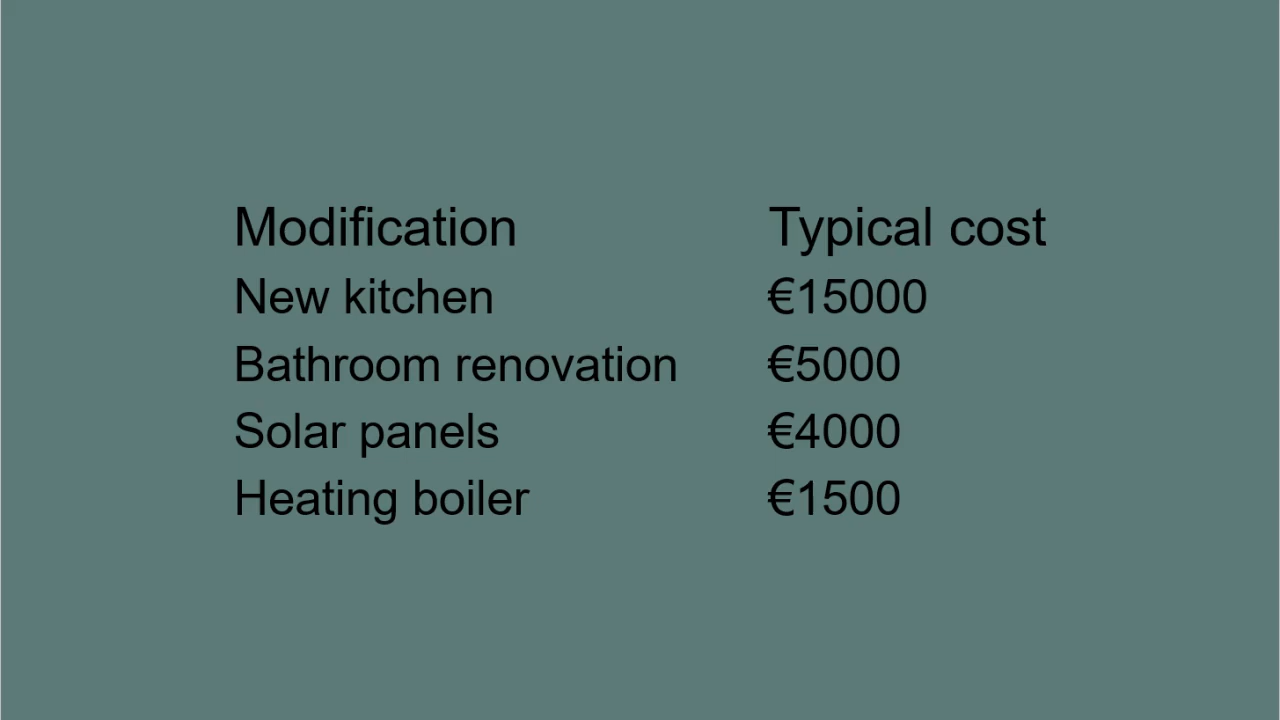 Modification Typical cost
New kitchen €15000
Bathroom renovation €5000
Solar panels €4000
Heating boiler €1500